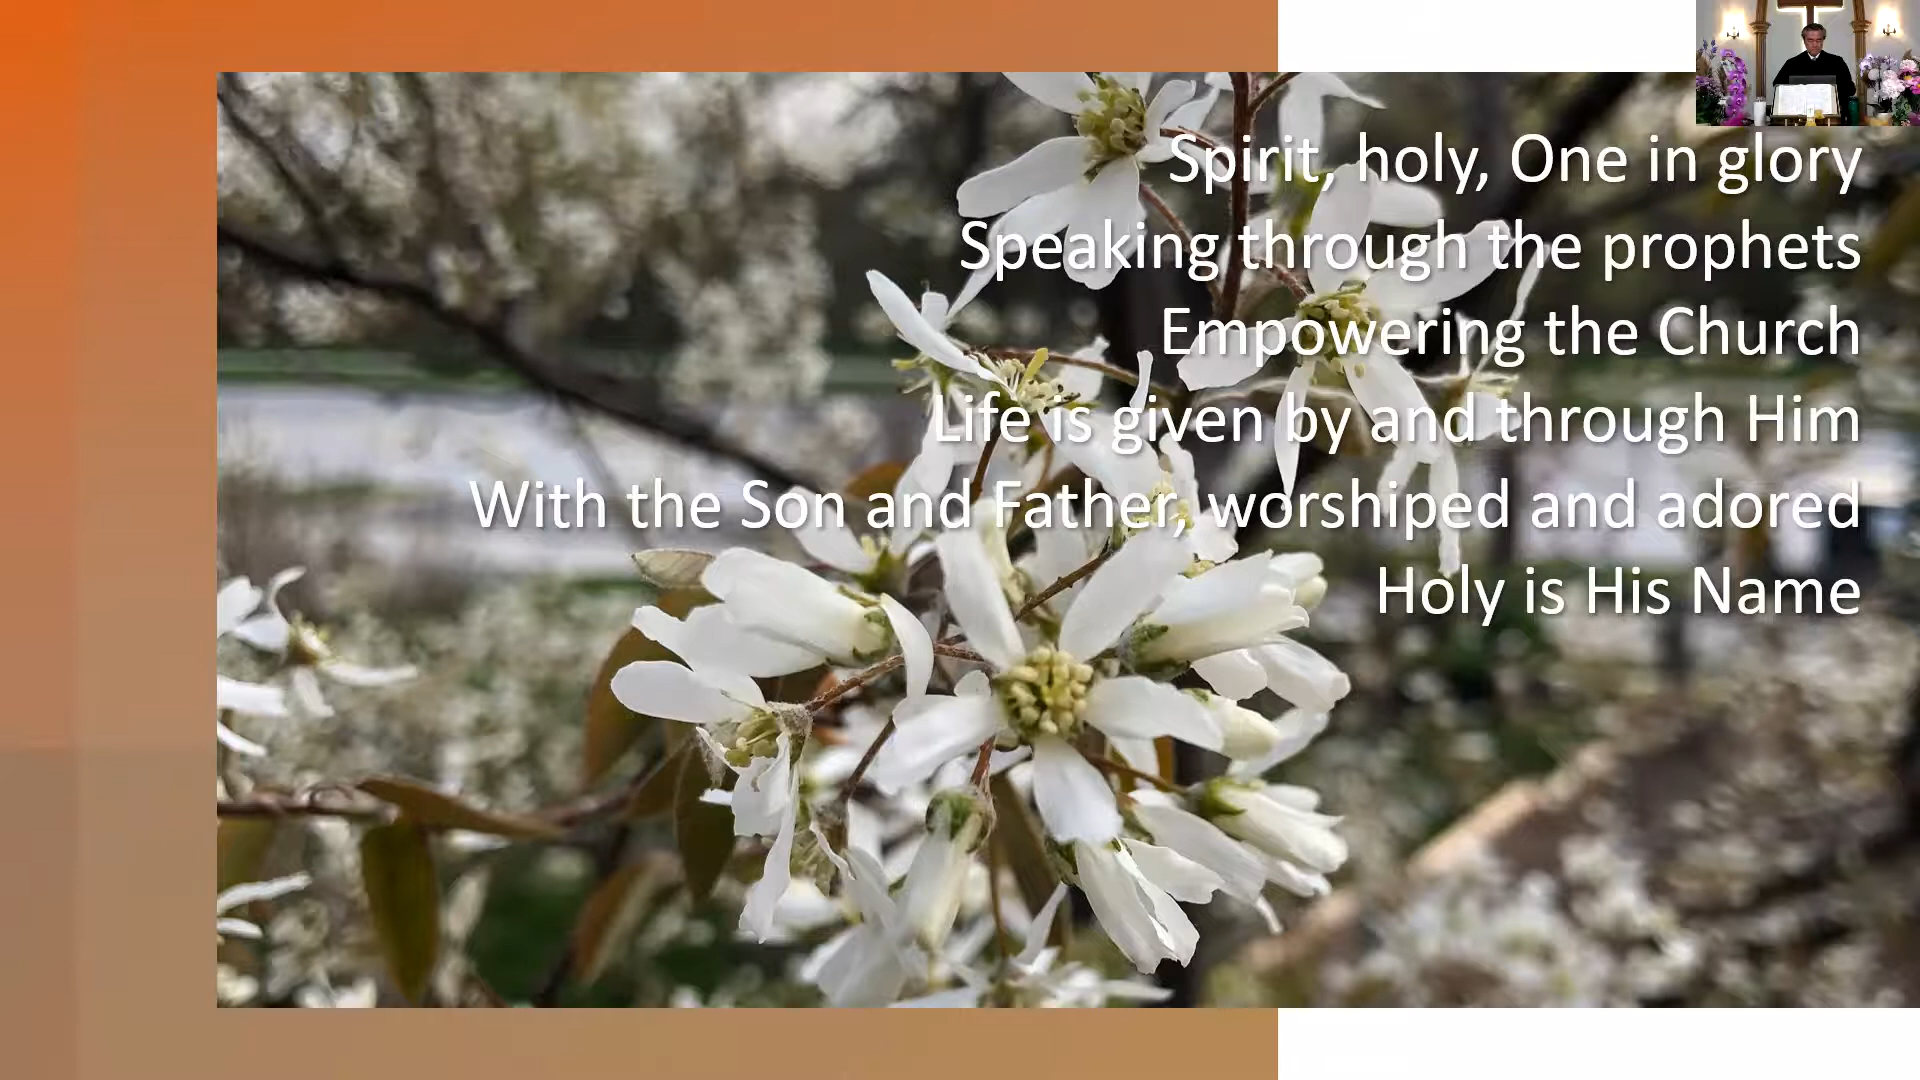 Spirit, holy, One in glory
Speaking through the prophets
Empowering the Church
Life is given by and through Him
With the Son and Father, worshiped and adored
Holy is His Name